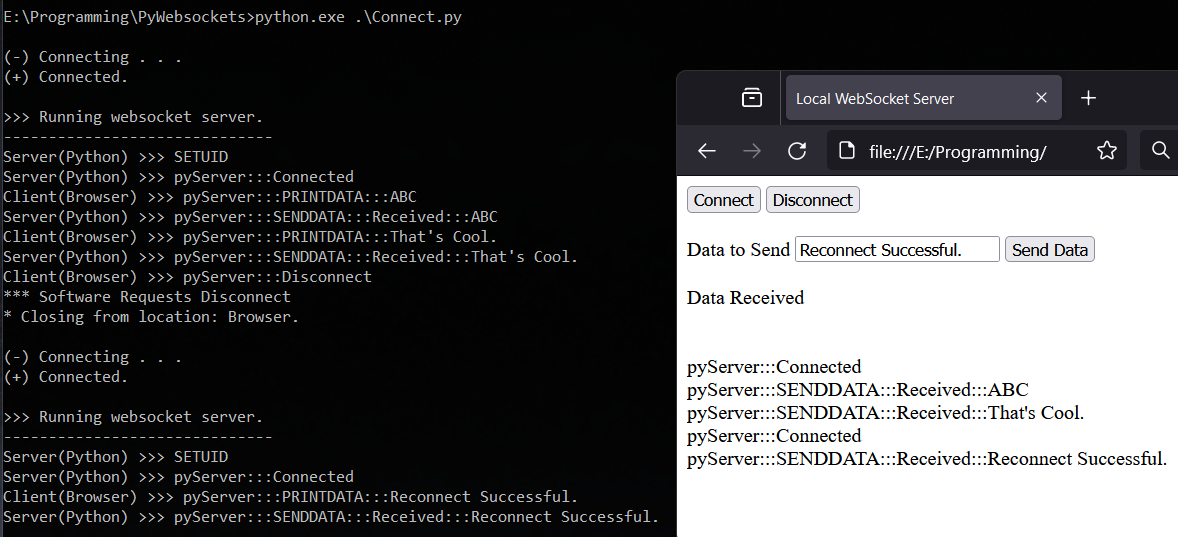 E:\Programming\PyWebsockets>python.exe .\Connect.py
(-) Connecting . . .
(+) Connected.
>>> Running websocket server.
------------------------------
Server(Python) >>> SETUID
Server(Python) >>> pyServer:::Connected
Client(Browser) >>> pyServer:::PRINTDATA:::ABC
Server(Python) >>> pyServer:::SENDDATA:::Received:::ABC
Client(Browser) >>> pyServer:::PRINTDATA:::That's Cool.
Server(Python) >>> pyServer:::SENDDATA:::Received:::That's Cool.
Client(Browser) >>> pyServer:::Disconnect
*** Software Requests Disconnect
* Closing from location: Browser.
(-) Connecting . . .
(+) Connected.
>>> Running websocket server.
------------------------------
Server(Python) >>> SETUID
Server(Python) >>> pyServer:::Connected
Client(Browser) >>> pyServer:::PRINTDATA:::Reconnect Successful.
Server(Python) >>> pyServer:::SENDDATA:::Received:::Reconnect Successful.
Local WebSocket Server
file:///E:/Programming/
Connect Disconnect
Data to Send Reconnect Successful. Send Data
Data Received
pyServer:::Connected
pyServer:::SENDDATA:::Received:::ABC
pyServer:::SENDDATA:::Received:::That's Cool.
pyServer:::Connected
pyServer:::SENDDATA:::Received:::Reconnect Successful.